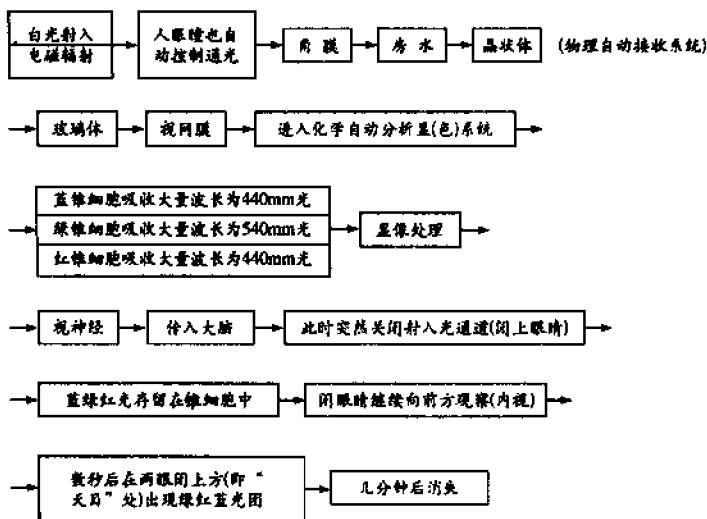 白光射入 人眼瞳也自 角膜 房水 晶状体 (物理自动接收系统)
电磁辐射 动控制通光
玻璃体 视网膜 进入化学自动分析显(色)系统
蓝锥细胞吸收大量波长为440mm光
绿锥细胞吸收大量波长为540mm光 显像处理
红锥细胞吸收大量波长为440mm光
视神经 传入大脑 此时突然关闭射入光通道(闭上眼睛)
蓝绿红光存留在锥细胞中 闭眼睛继续向前方观察(内视)
数秒后在两眼闭上方(即“ 几分钟后消失
天目”处)出现绿红蓝光团